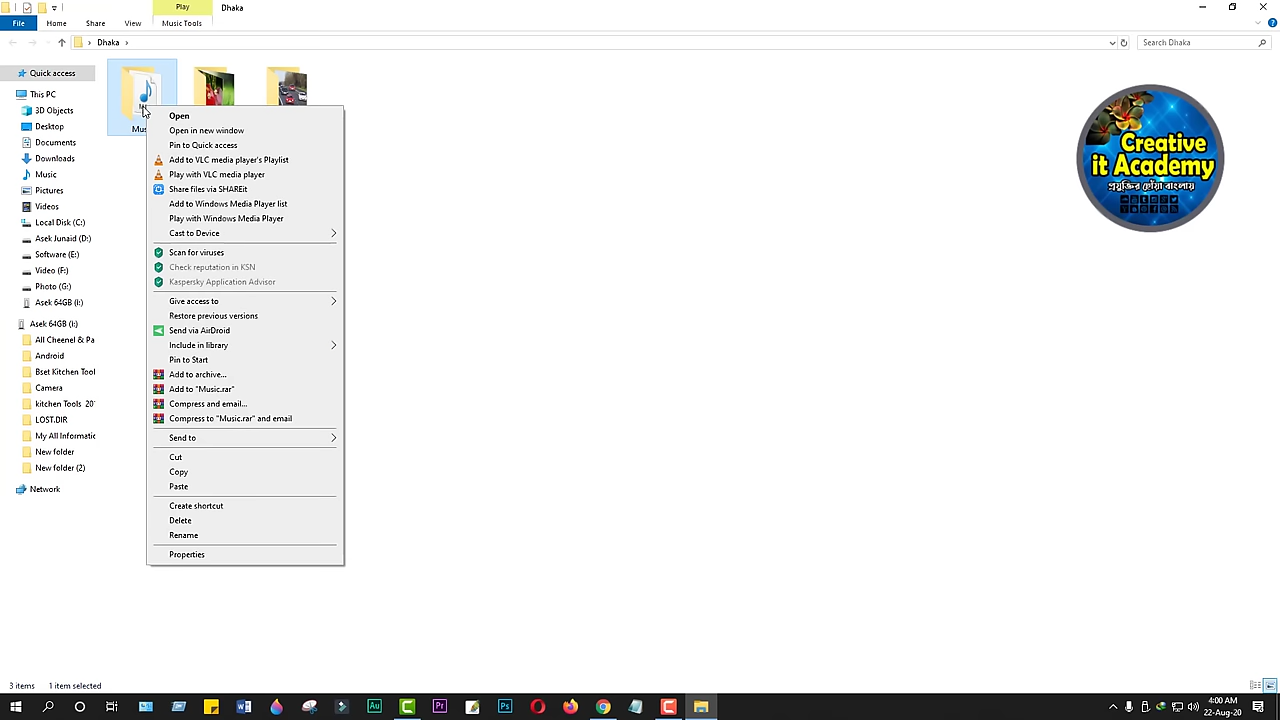 Play
Dhaka
File
Home
Share
View
Music Tools
Dhaka
Search Dhaka
Quick access
This PC
3D Objects
Desktop
Documents
Downloads
Music
Pictures
Videos
Local Disk (C:)
Asek Junaid (D:)
Software (E:)
Video (F:)
Photo (G:)
Asek 64GB (I:)
Asek 64GB (I:)
All Cheenel & Pa
Android
Bset Kitchen Tool
Camera
kitchen Tools 20
LOST.DIR
My All Informatic
New folder
New folder (2)
Network
Mus
Open
Open in new window
Pin to Quick access
Add to VLC media player's Playlist
Play with VLC media player
Share files via SHAREit
Add to Windows Media Player list
Play with Windows Media Player
Cast to Device
Scan for viruses
Check reputation in KSN
Kaspersky Application Advisor
Give access to
Restore previous versions
Send via AirDroid
Include in library
Pin to Start
Add to archive...
Add to "Music.rar"
Compress and email...
Compress to "Music.rar" and email
Send to
Cut
Copy
Paste
Create shortcut
Delete
Rename
Properties
Creative
it Academy
প্রযুক্তির ছোঁয়া বাংলায়
3 items
1 item selected
Au
Pr
Ps
4:00 AM
22-Aug-20